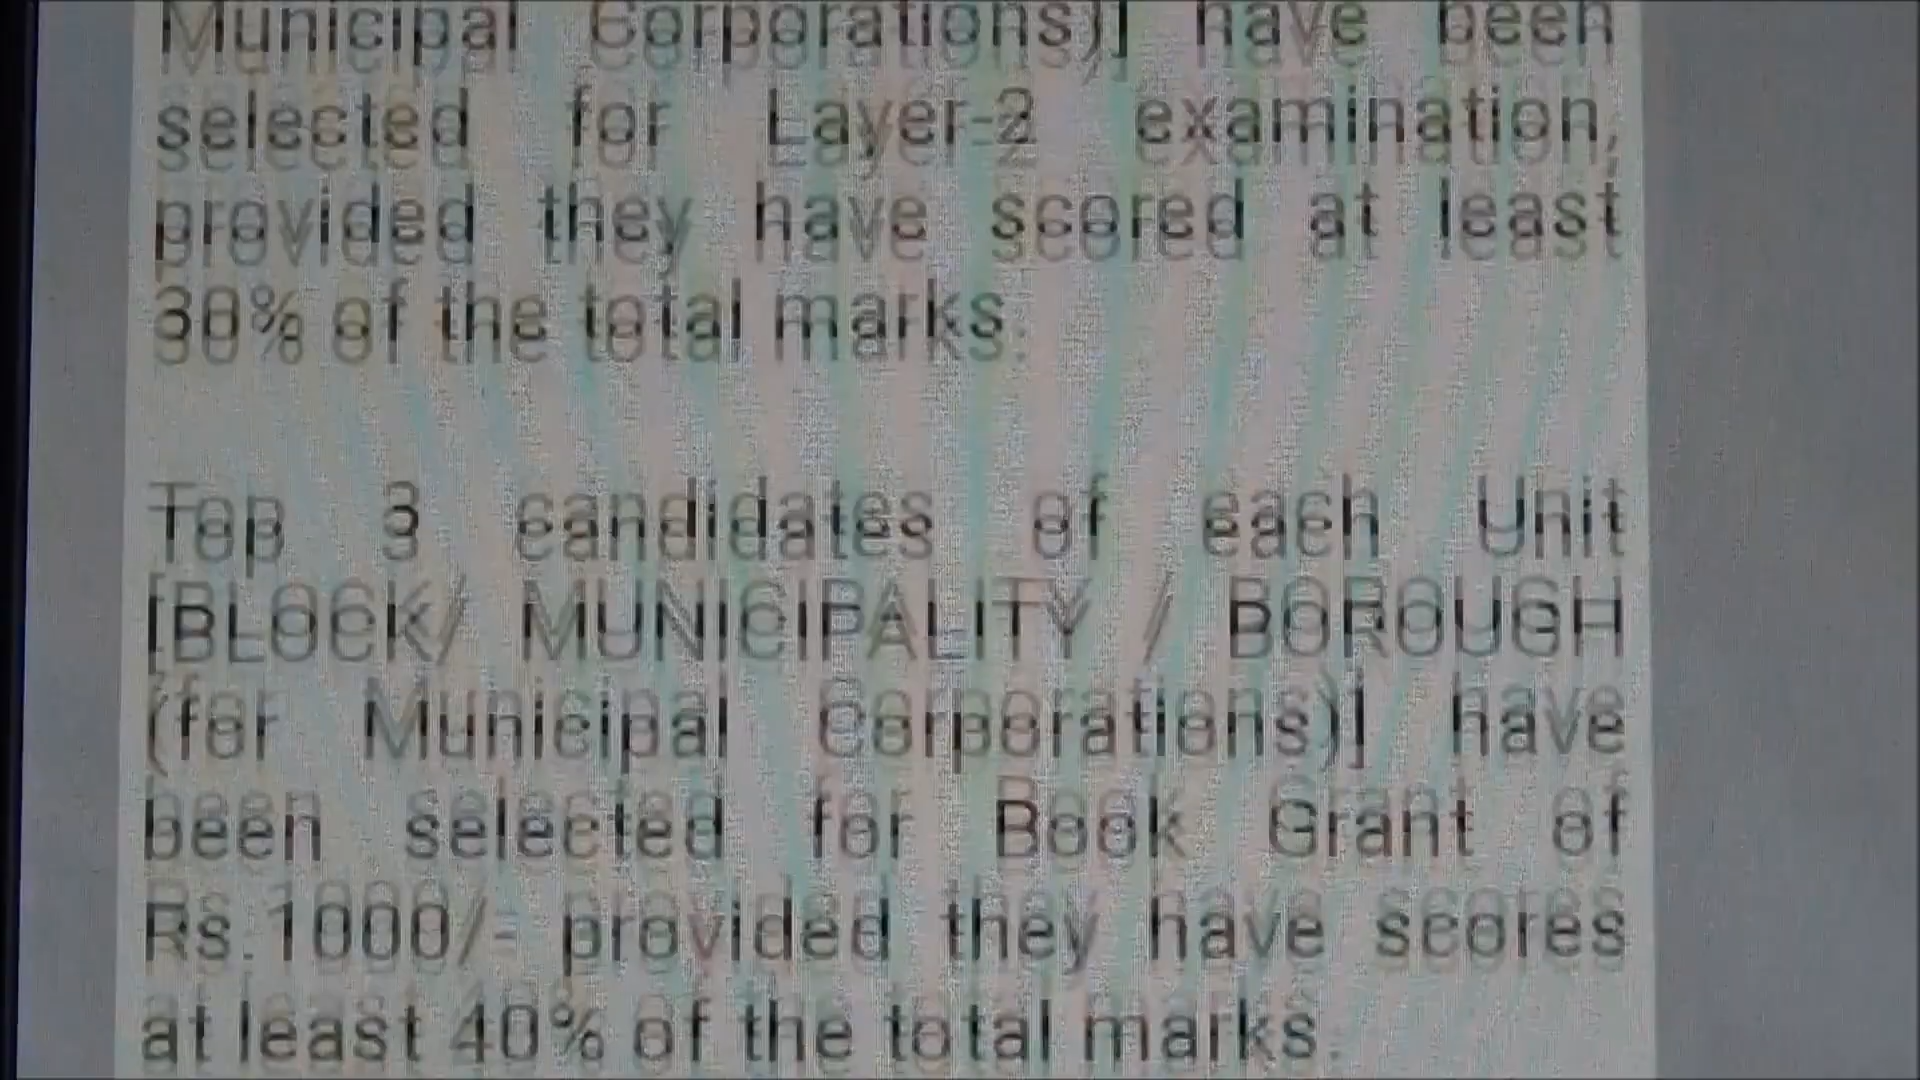 Municipal Corporations)] have been
selected for Layer-2 examination,
provided they have scored at least
30% of the total marks.
Top 3 candidates of each Unit
[BLOCK/ MUNICIPALITY / BOROUGH
(for Municipal Corporations)] have
been selected for Book Grant of
Rs.1000/- provided they have scores
at least 40% of the total marks.